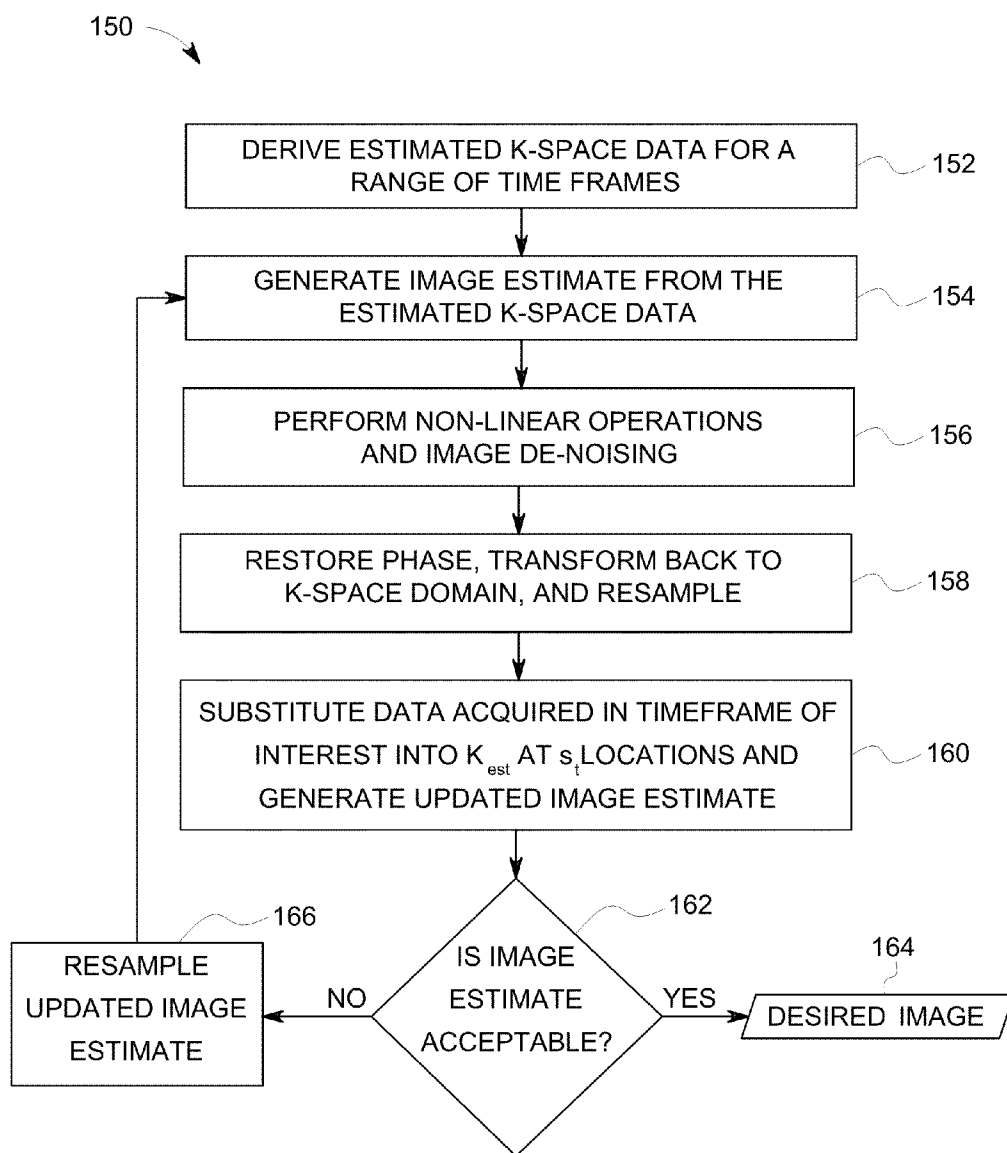 150
DERIVE ESTIMATED K-SPACE DATA FOR A
RANGE OF TIME FRAMES
152
GENERATE IMAGE ESTIMATE FROM THE
ESTIMATED K-SPACE DATA
154
PERFORM NON-LINEAR OPERATIONS
AND IMAGE DE-NOISING
156
RESTORE PHASE, TRANSFORM BACK TO
K-SPACE DOMAIN, AND RESAMPLE
158
SUBSTITUTE DATA ACQUIRED IN TIMEFRAME OF
INTEREST INTO K est AT s t LOCATIONS AND
GENERATE UPDATED IMAGE ESTIMATE
160
IS IMAGE
ESTIMATE
ACCEPTABLE?
162
NO
YES
166
RESAMPLE
UPDATED IMAGE
ESTIMATE
164
DESIRED IMAGE